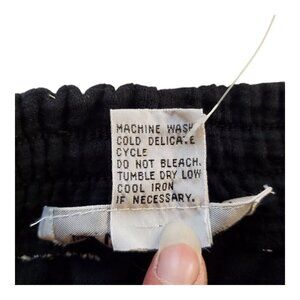 MACHINE WASH
COLD DELICATE
CYCLE
DO NOT BLEACH.
TUMBLE DRY LOW
COOL IRON
IF NECESSARY.